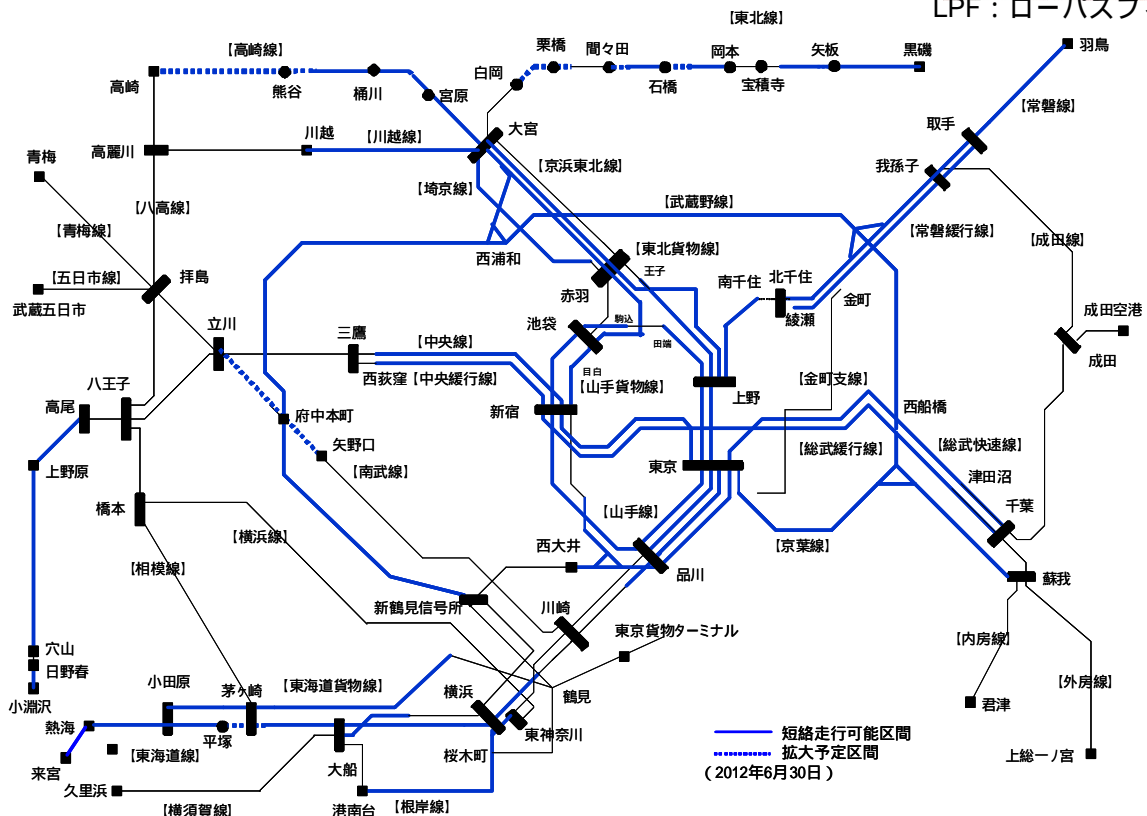 LPF：ローパスフ
【東北線】
【高崎線】
栗橋
間々田
岡本
矢板
黒磯
羽鳥
白岡
高崎
熊谷
桶川
宮原
石橋
宝積寺
【常磐線】
大宮
取手
川越
【川越線】
高麗川
青梅
【京浜東北線】
我孫子
【埼京線】
【八高線】
【武蔵野線】
【青梅線】
【常磐緩行線】
【成田線】
【東北貨物線】
西浦和
【五日市線】
拝島
王子
南千住
北千住
武蔵五日市
赤羽
金町
成田空港
綾瀬
池袋
駒込
立川
三鷹
田端
【中央線】
成田
目白
西荻窪
【中央緩行線】
【山手貨物線】
【金町支線】
八王子
上野
高尾
新宿
西船橋
府中本町
矢野口
【総武緩行線】
【総武快速線】
上野原
【南武線】
東京
津田沼
橋本
千葉
【山手線】
【横浜線】
西大井
【京葉線】
【相模線】
品川
蘇我
新鶴見信号所
川崎
東京貨物ターミナル
【内房線】
穴山
日野春
小田原
茅ヶ崎
【東海道貨物線】
横浜
鶴見
【外房線】
小淵沢
君津
熱海
平塚
東神奈川
短絡走行可能区間
【東海道線】
桜木町
拡大予定区間
来宮
大船
（2012年6月30日）
上総一ノ宮
久里浜
【横須賀線】
港南台
【根岸線】